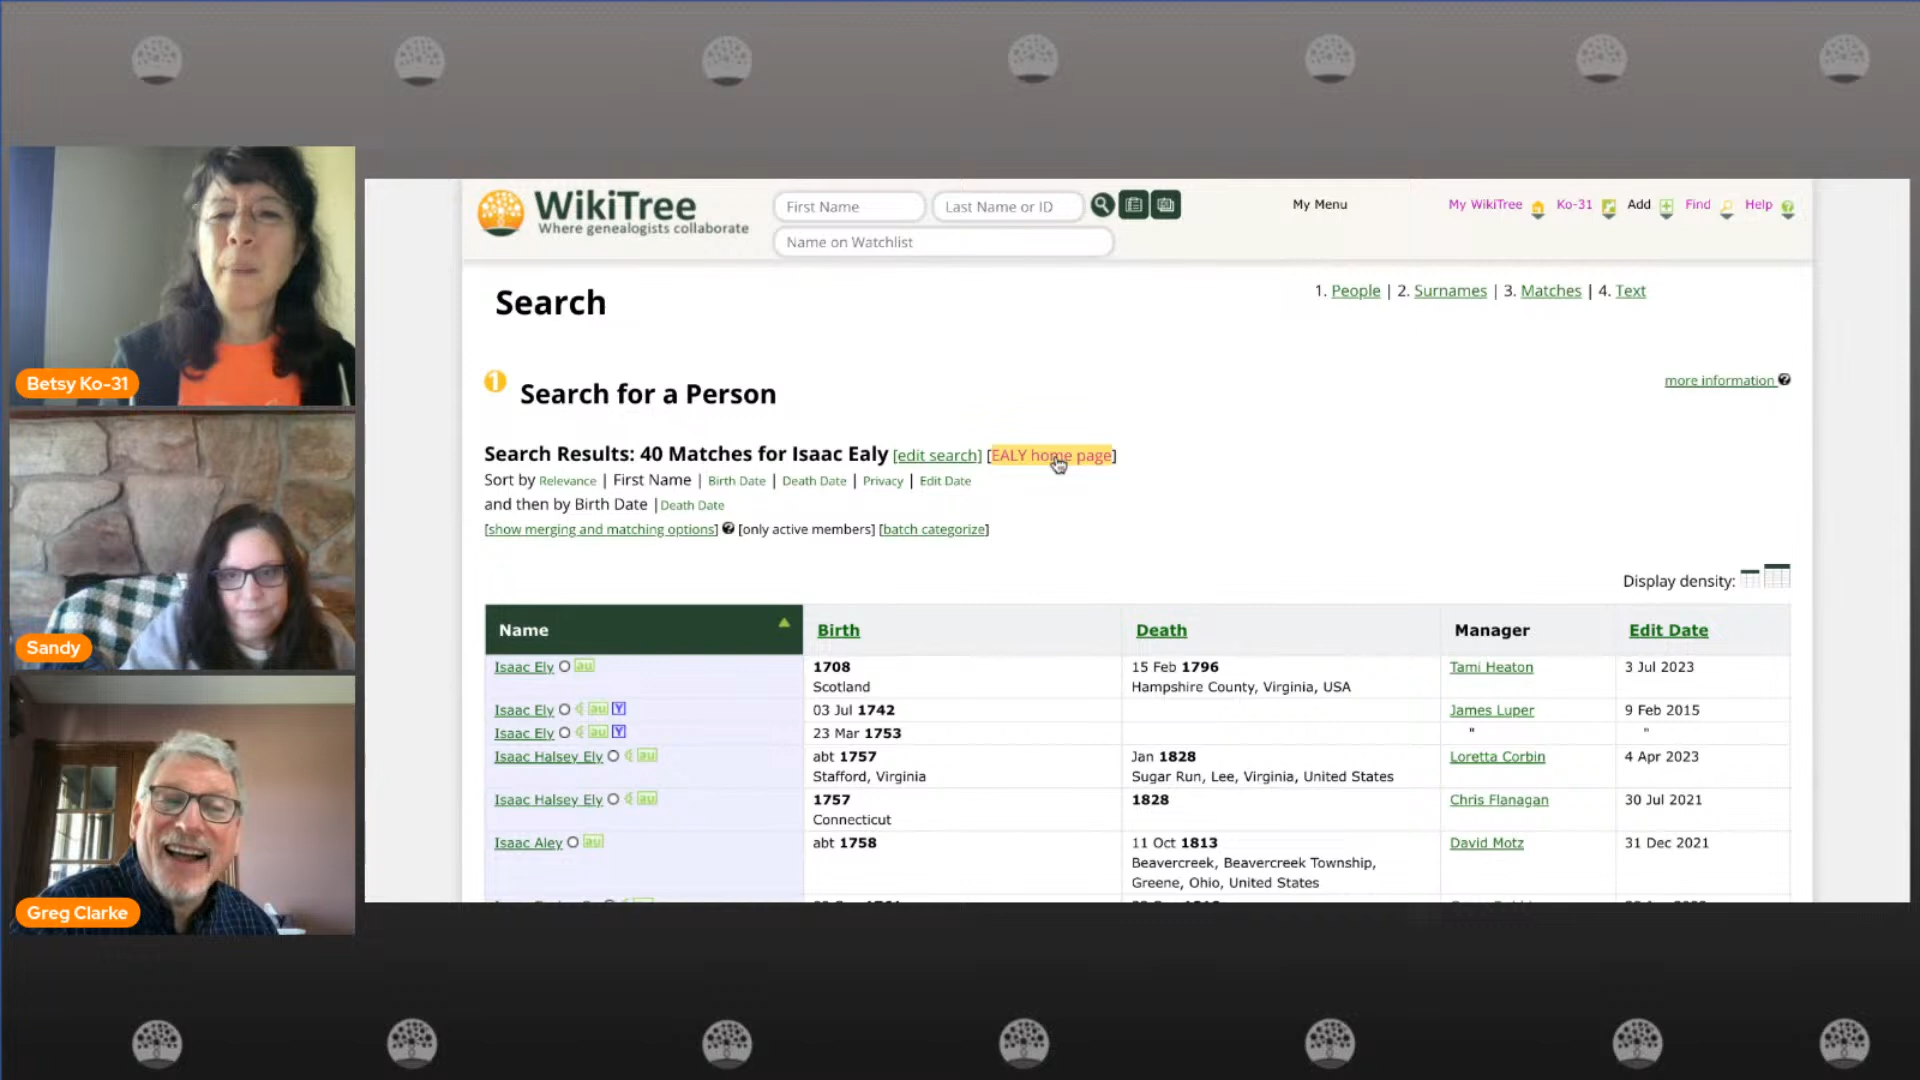 Betsy Ko-31
Sandy
Greg Clarke
WikiTree
Where genealogists collaborate
First Name
Last Name or ID
Name on Watchlist
My Menu
My WikiTree Ko-31 Add Find Help
Search
1. People | 2. Surnames | 3. Matches | 4. Text
1 Search for a Person
more information
Search Results: 40 Matches for Isaac Ealy [edit search] [EALY home page]
Sort by Relevance | First Name | Birth Date | Death Date | Privacy | Edit Date
and then by Birth Date | Death Date
[show merging and matching options] [only active members] [batch categorize]
Display density:
Name Birth Death Manager Edit Date
Isaac Ely au 1708 15 Feb 1796 Tami Heaton 3 Jul 2023
Scotland Hampshire County, Virginia, USA
Isaac Ely au Y 03 Jul 1742 James Luper 9 Feb 2015
Isaac Ely au Y 23 Mar 1753 " "
Isaac Halsey Ely au abt 1757 Jan 1828 Loretta Corbin 4 Apr 2023
Stafford, Virginia Sugar Run, Lee, Virginia, United States
Isaac Halsey Ely au 1757 1828 Chris Flanagan 30 Jul 2021
Connecticut
Isaac Aley au abt 1758 11 Oct 1813 David Motz 31 Dec 2021
Beavercreek, Beavercreek Township,
Greene, Ohio, United States